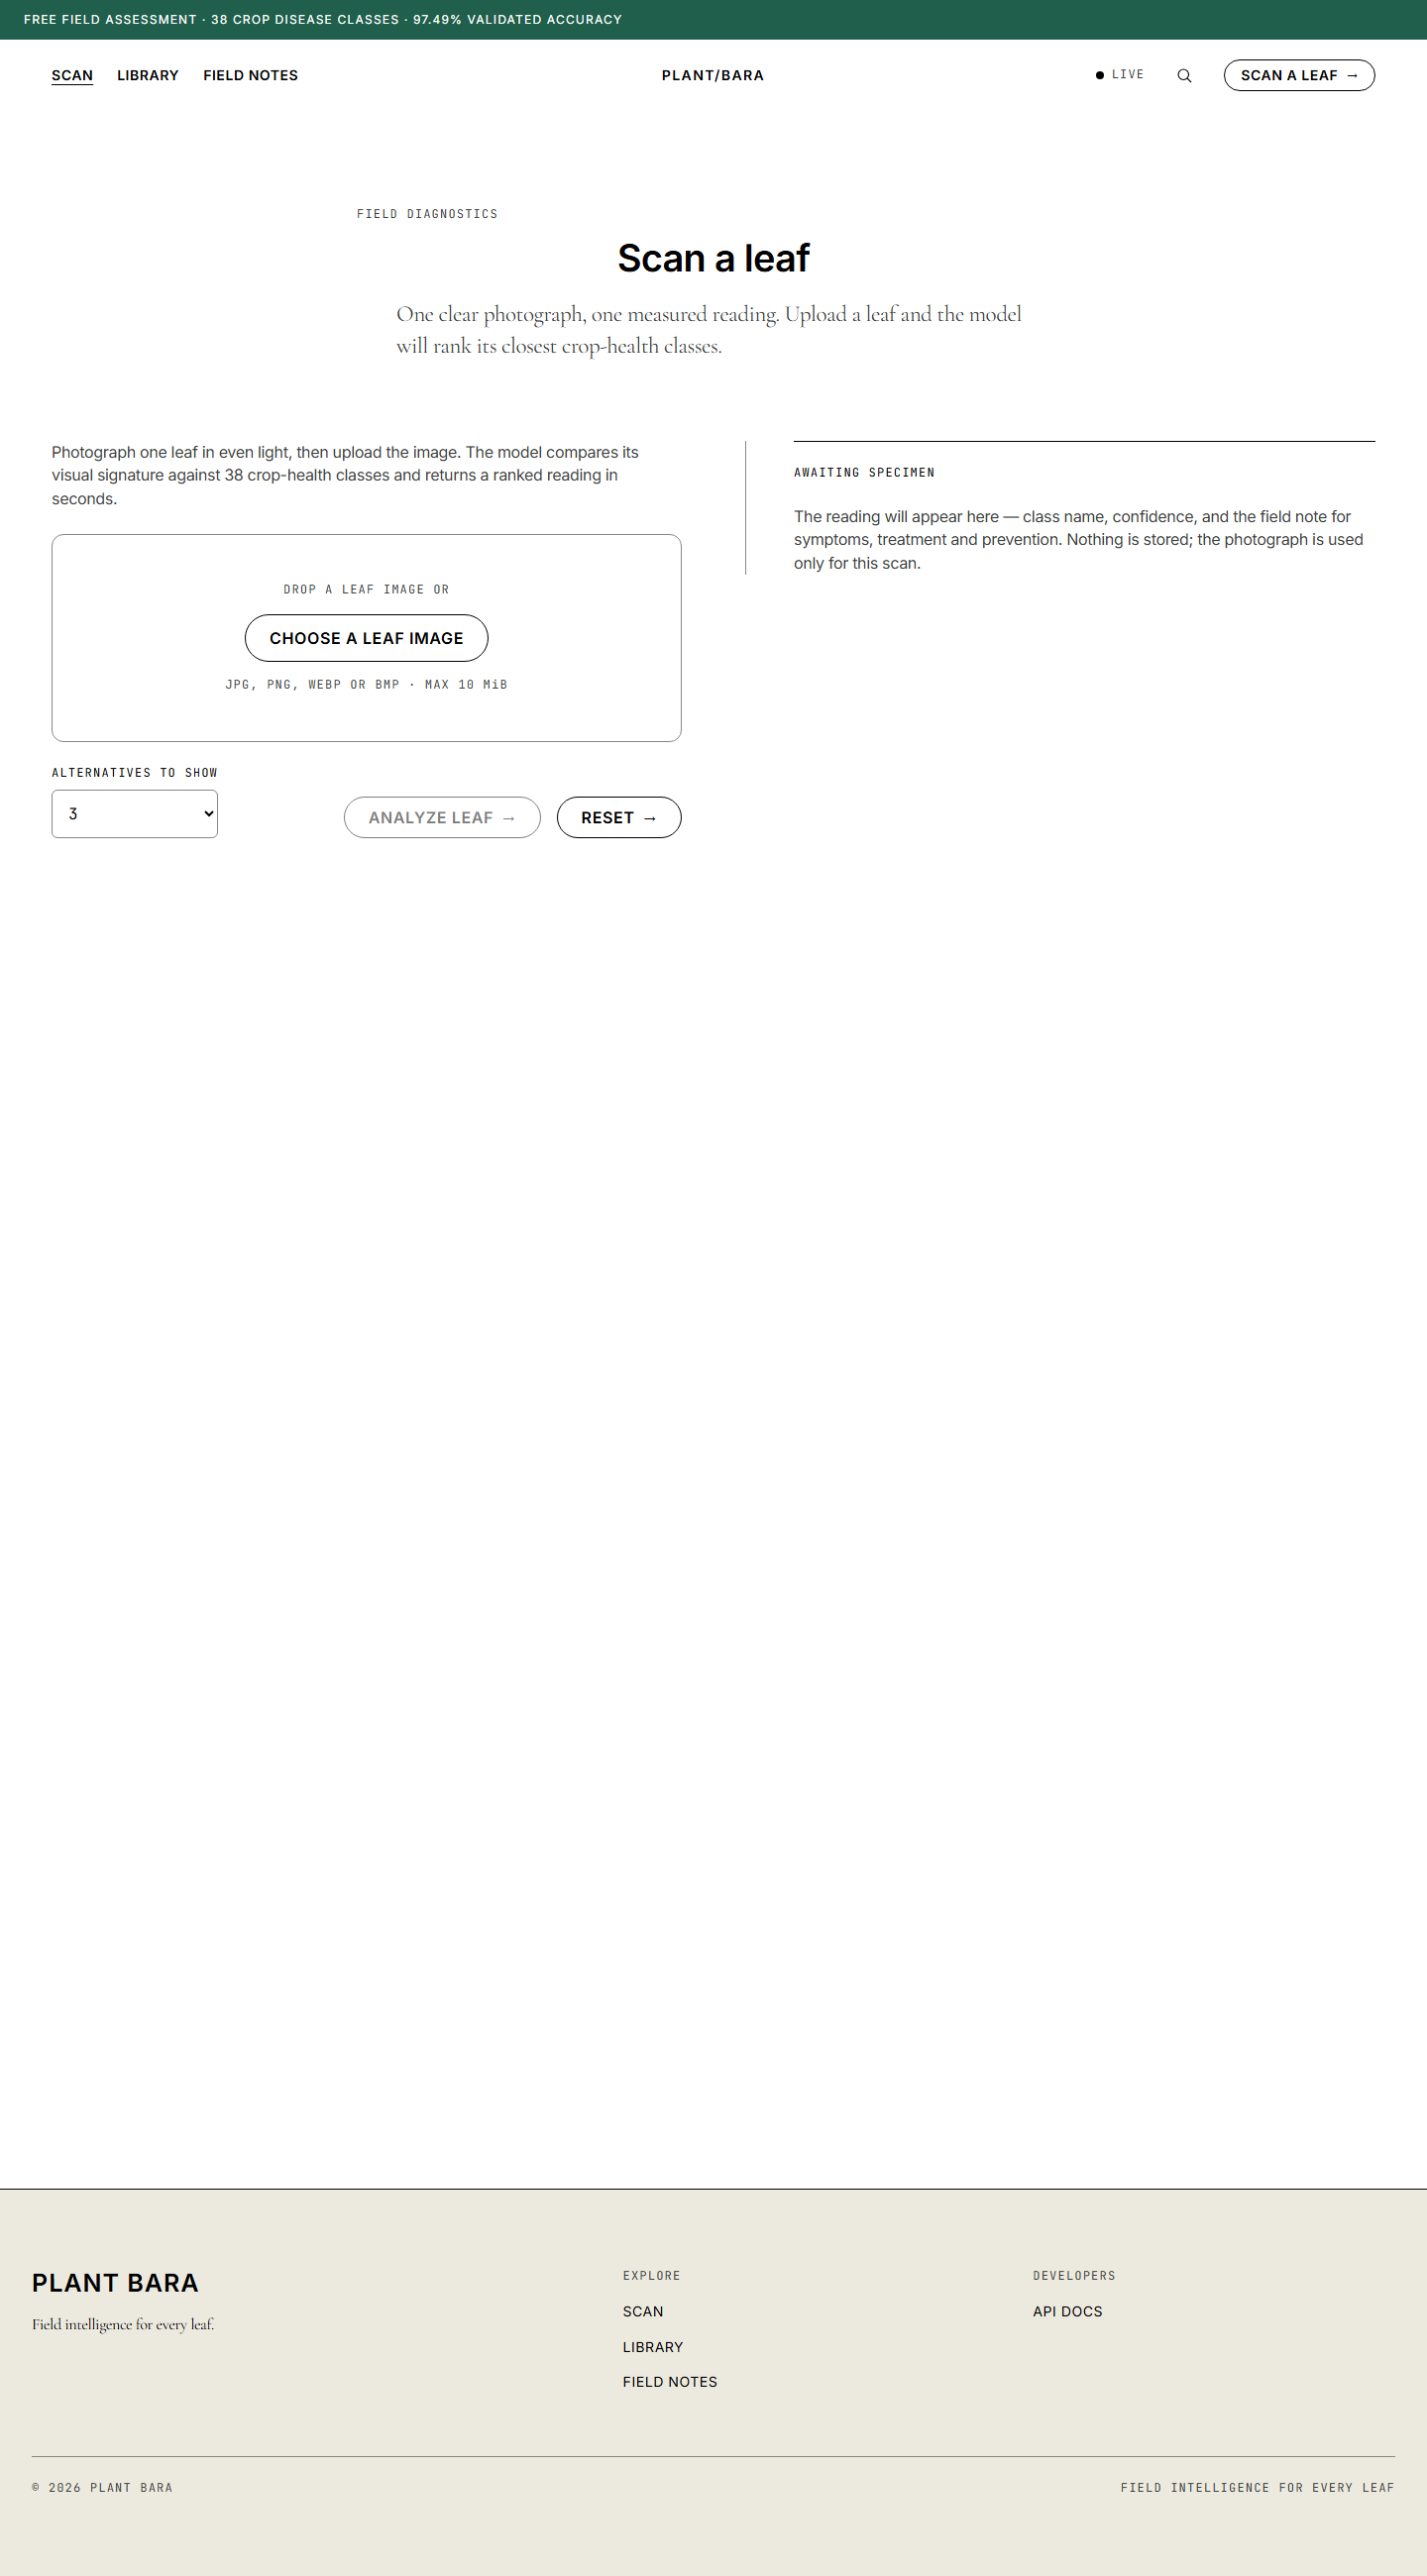 FREE FIELD ASSESSMENT · 38 CROP DISEASE CLASSES · 97.49% VALIDATED ACCURACY
SCAN LIBRARY FIELD NOTES PLANT/BARA LIVE SCAN A LEAF →
FIELD DIAGNOSTICS
Scan a leaf
One clear photograph, one measured reading. Upload a leaf and the model
will rank its closest crop-health classes.
Photograph one leaf in even light, then upload the image. The model compares its
visual signature against 38 crop-health classes and returns a ranked reading in
seconds.
DROP A LEAF IMAGE OR
CHOOSE A LEAF IMAGE
JPG, PNG, WEBP OR BMP · MAX 10 MiB
ALTERNATIVES TO SHOW
3
ANALYZE LEAF →
RESET →
AWAITING SPECIMEN
The reading will appear here — class name, confidence, and the field note for
symptoms, treatment and prevention. Nothing is stored; the photograph is used
only for this scan.
PLANT BARA
Field intelligence for every leaf.
EXPLORE
SCAN
LIBRARY
FIELD NOTES
DEVELOPERS
API DOCS
© 2026 PLANT BARA
FIELD INTELLIGENCE FOR EVERY LEAF